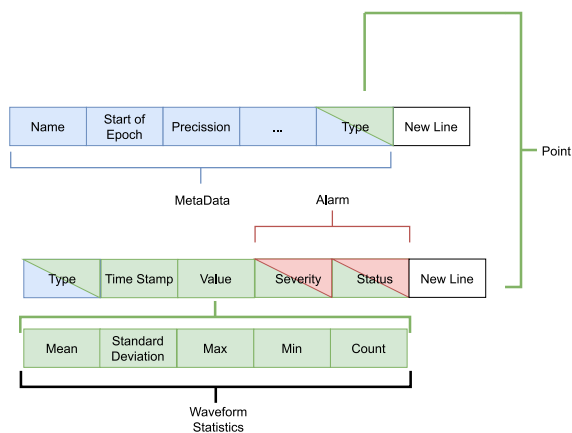 Name
Start of
Epoch
Precission
...
Type
New Line
Point
MetaData
Alarm
Type
Time Stamp
Value
Severity
Status
New Line
Mean
Standard
Deviation
Max
Min
Count
Waveform
Statistics